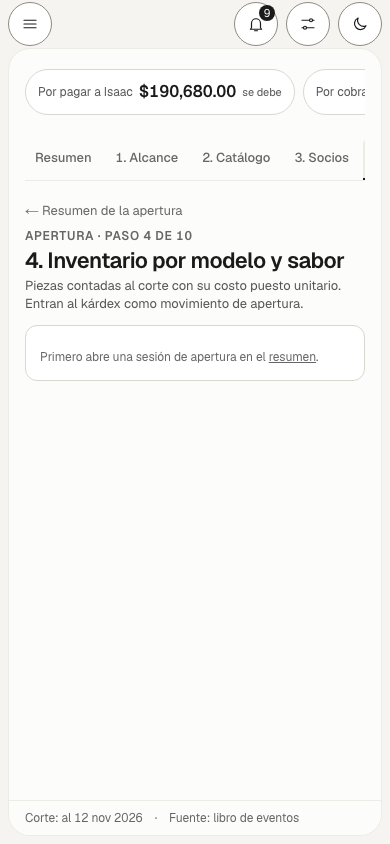 9
Por pagar a Isaac $190,680.00 se debe
Por cobra
Resumen 1. Alcance 2. Catálogo 3. Socios
← Resumen de la apertura
APERTURA · PASO 4 DE 10
4. Inventario por modelo y sabor
Piezas contadas al corte con su costo puesto unitario.
Entran al kárdex como movimiento de apertura.
Primero abre una sesión de apertura en el resumen.
Corte: al 12 nov 2026 · Fuente: libro de eventos